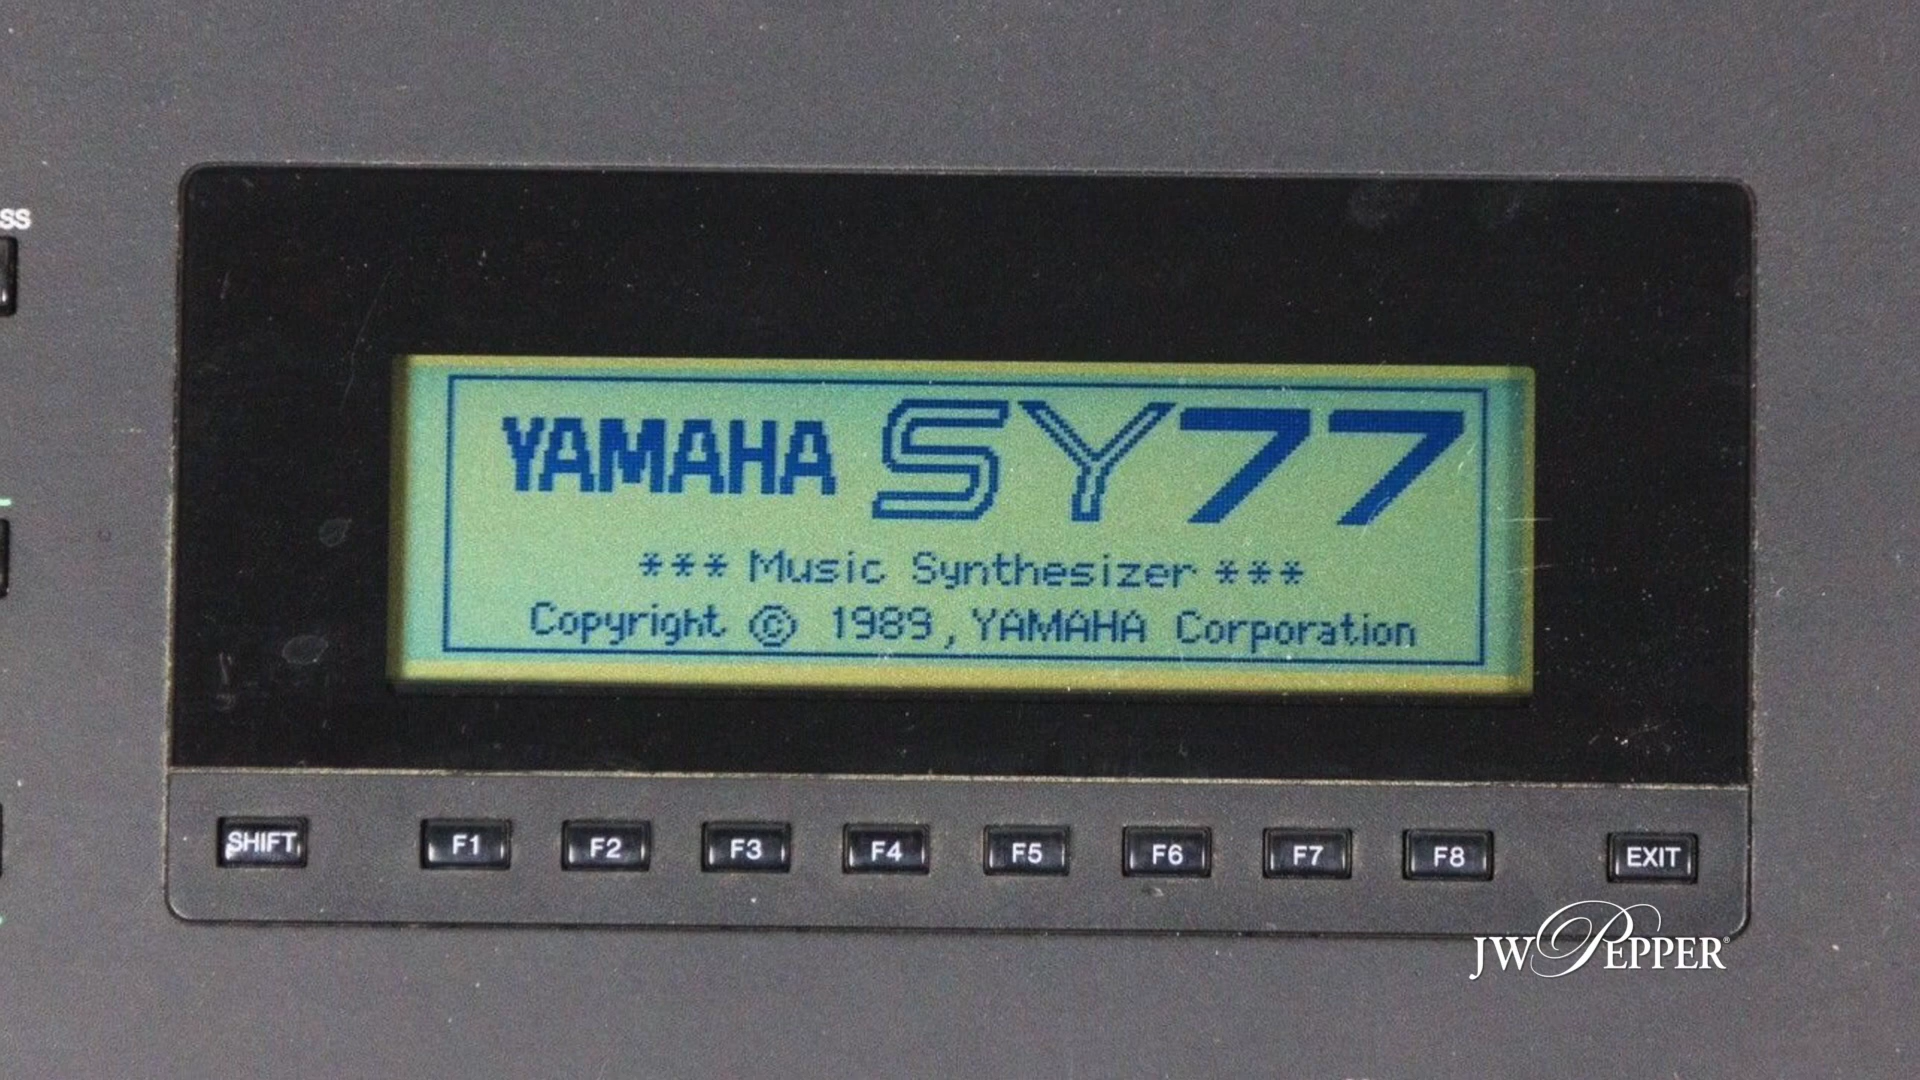 SS
YAMAHA SY77
*** Music Synthesizer ***
Copyright © 1989, YAMAHA Corporation
SHIFT F1 F2 F3 F4 F5 F6 F7 F8 EXIT
JW PEPPER®